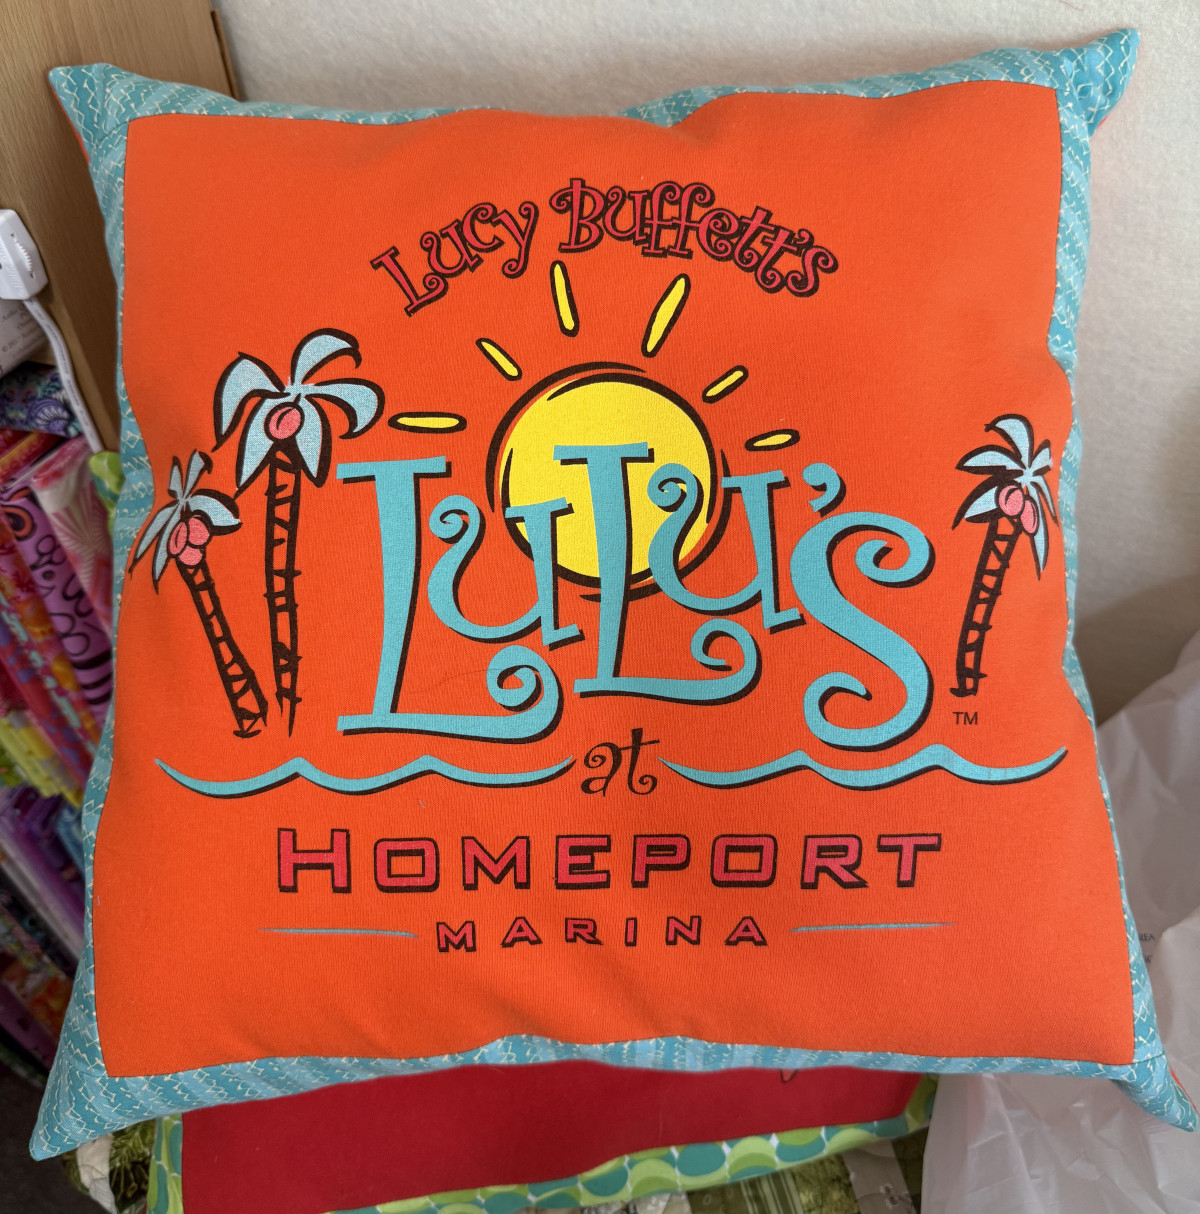 Lucy Buffett's
LuLu's
TM
at
HOMEPORT
MARINA